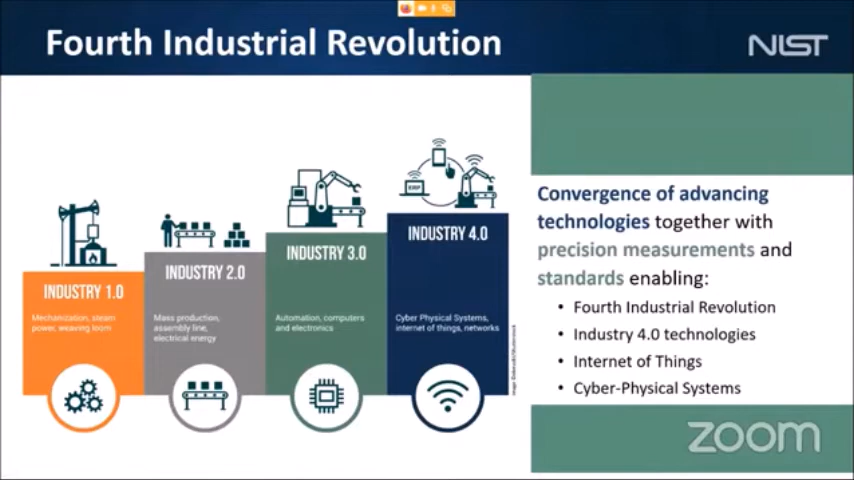 Fourth Industrial Revolution
NIST
ERP
INDUSTRY 1.0
Mechanization, steam
power, weaving loom
INDUSTRY 2.0
Mass production,
assembly line,
electrical energy
INDUSTRY 3.0
Automation, computers
and electronics
INDUSTRY 4.0
Cyber Physical Systems,
internet of things, networks
Convergence of advancing
technologies together with
precision measurements and
standards enabling:
• Fourth Industrial Revolution
• Industry 4.0 technologies
• Internet of Things
• Cyber-Physical Systems
zoom